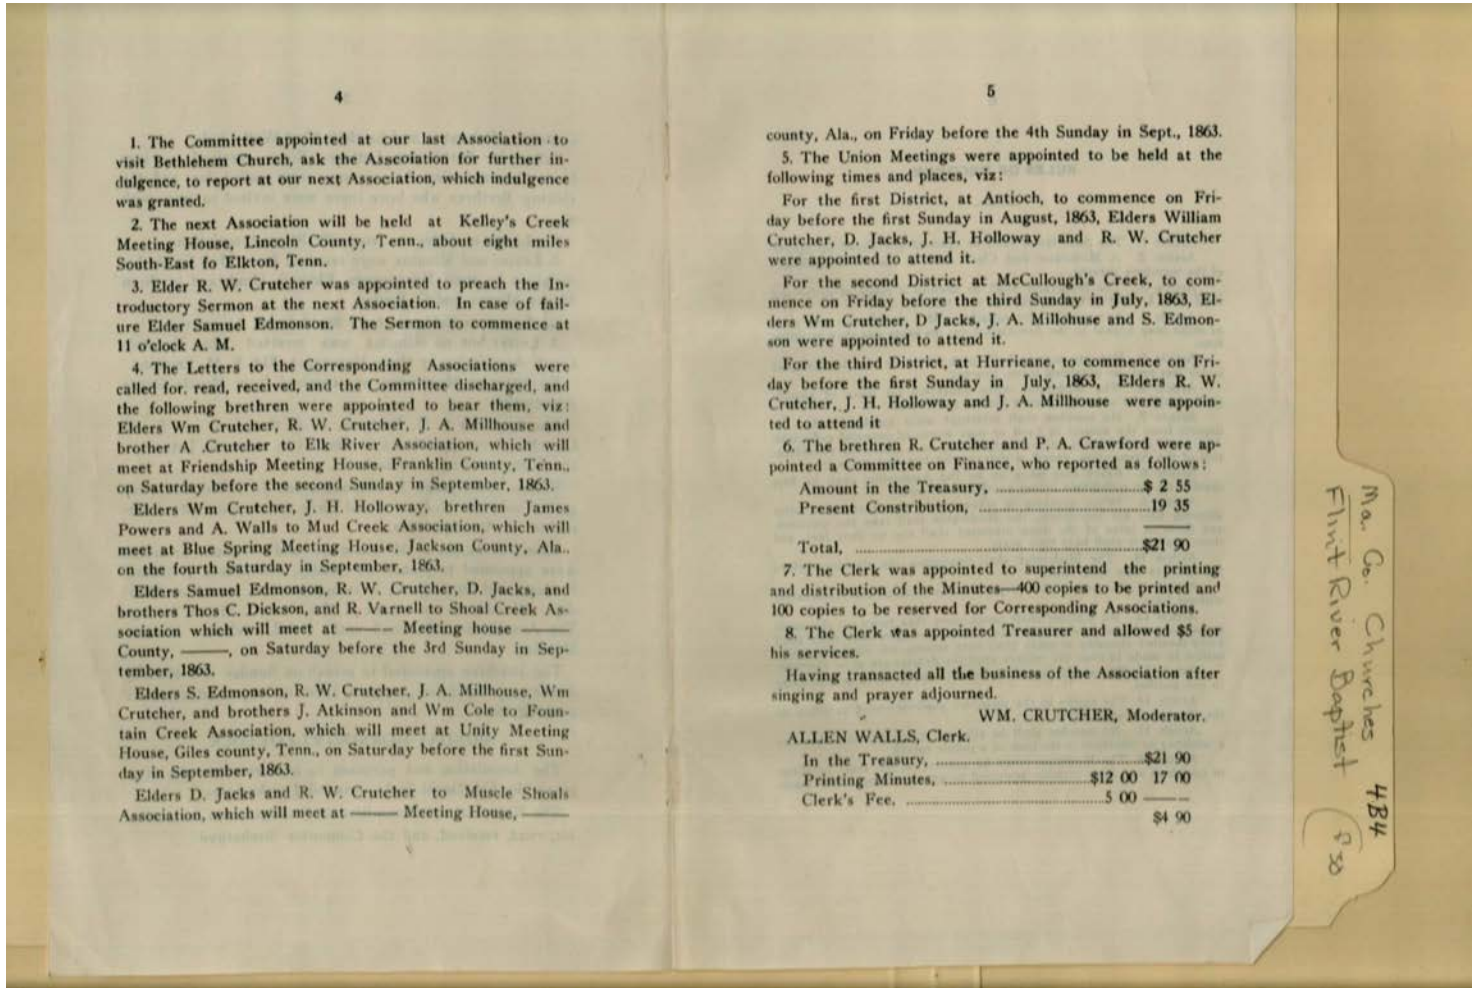 4
1. The Committee appointed at our last Association to
visit Bethlehem Church, ask the Asscoiation for further in-
dulgence, to report at our next Association, which indulgence
was granted.
2. The next Association will be held at Kelley's Creek
Meeting House, Lincoln County, Tenn., about eight miles
South-East fo Elkton, Tenn.
3. Elder R. W. Crutcher was appointed to preach the In-
troductory Sermon at the next Association. In case of fail-
ure Elder Samuel Edmonson. The Sermon to commence at
11 o'clock A. M.
4. The Letters to the Corresponding Associations were
called for. read, received, and the Committee discharged, and
the following brethren were appointed to bear them, viz:
Elders Wm Crutcher, R. W. Crutcher, J. A. Millhouse and
brother A .Crutcher to Elk River Association, which will
meet at Friendship Meeting House, Franklin County, Tenn.,
on Saturday before the second Sunday in September, 1863.
Elders Wm Crutcher, J. H. Holloway, brethren James
Powers and A. Walls to Mud Creek Association, which will
meet at Blue Spring Meeting House, Jackson County, Ala.,
on the fourth Saturday in September, 1863.
Elders Samuel Edmonson, R. W. Crutcher, D. Jacks, and
brothers Thos C. Dickson, and R. Varnell to Shoal Creek As-
sociation which will meet at ——— Meeting house ———
County, ———, on Saturday before the 3rd Sunday in Sep-
tember, 1863.
Elders S. Edmonson, R. W. Crutcher, J. A. Millhouse, Wm
Crutcher, and brothers J. Atkinson and Wm Cole to Foun-
tain Creek Association, which will meet at Unity Meeting
House, Giles county, Tenn., on Saturday before the first Sun-
day in September, 1863.
Elders D. Jacks and R. W. Crutcher to Muscle Shoals
Association, which will meet at ——— Meeting House, ———
5
county, Ala., on Friday before the 4th Sunday in Sept., 1863.
5. The Union Meetings were appointed to be held at the
following times and places, viz:
For the first District, at Antioch, to commence on Fri-
day before the first Sunday in August, 1863, Elders William
Crutcher, D. Jacks, J. H. Holloway and R. W. Crutcher
were appointed to attend it.
For the second District at McCullough's Creek, to com-
mence on Friday before the third Sunday in July, 1863, El-
ders Wm Crutcher, D Jacks, J. A. Millohuse and S. Edmon-
son were appointed to attend it.
For the third District, at Hurricane, to commence on Fri-
day before the first Sunday in July, 1863, Elders R. W.
Crutcher, J. H. Holloway and J. A. Millhouse were appoin-
ted to attend it
6. The brethren R. Crutcher and P. A. Crawford were ap-
pointed a Committee on Finance, who reported as follows:
Amount in the Treasury, ........ $ 2 55
Present Constribution, ........ 19 35
Total, ........ $21 90
7. The Clerk was appointed to superintend the printing
and distribution of the Minutes—400 copies to be printed and
100 copies to be reserved for Corresponding Associations.
8. The Clerk was appointed Treasurer and allowed $5 for
his services.
Having transacted all the business of the Association after
singing and prayer adjourned.
WM. CRUTCHER, Moderator.
ALLEN WALLS, Clerk.
In the Treasury, ........ $21 90
Printing Minutes, ........ $12 00 17 00
Clerk's Fee, ........ 5 00 ———
$4 90
Ma. Co. Churches 4B4
Flint River Baptist